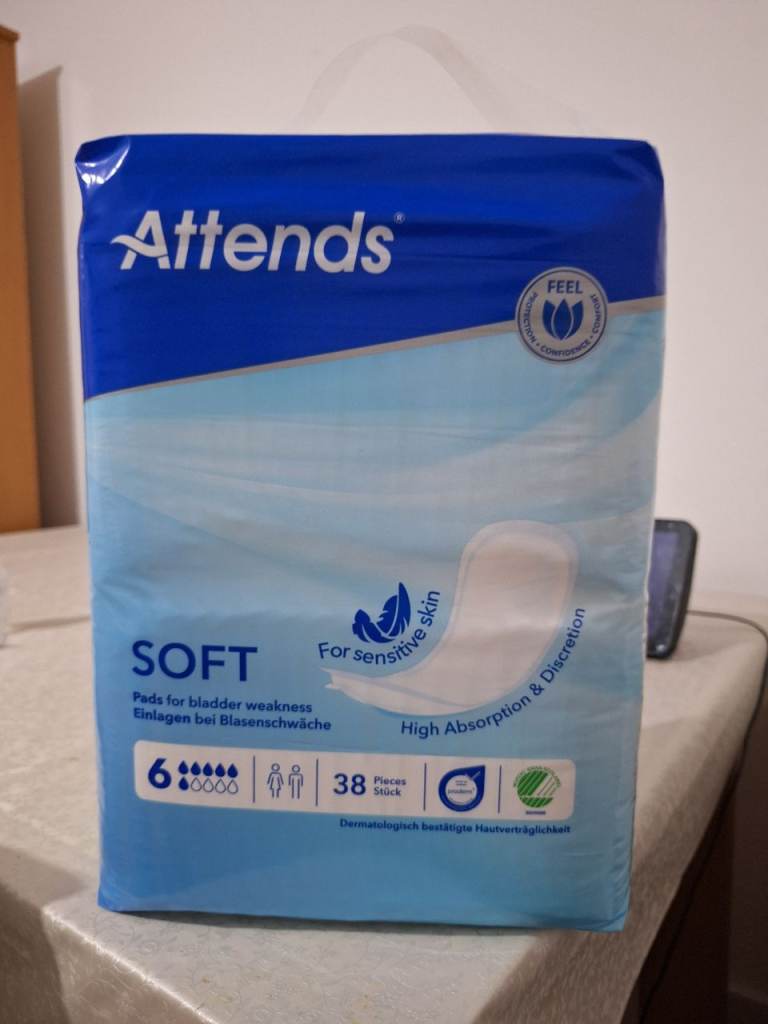 Attends®
FEEL
PROTECTION • CONFIDENCE • COMFORT
For sensitive skin
High Absorption & Discretion
SOFT
Pads for bladder weakness
Einlagen bei Blasenschwäche
6
38 Pieces
Stück
Dermatologisch bestätigte Hautverträglichkeit